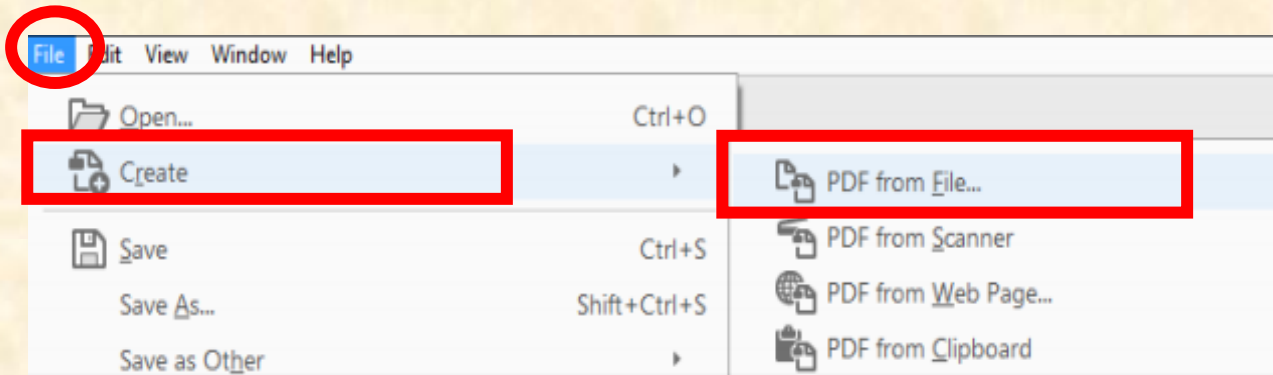 File Edit View Window Help
Open... Ctrl+O
Create
PDF from File...
Save Ctrl+S
PDF from Scanner
Save As... Shift+Ctrl+S
PDF from Web Page...
Save as Other
PDF from Clipboard